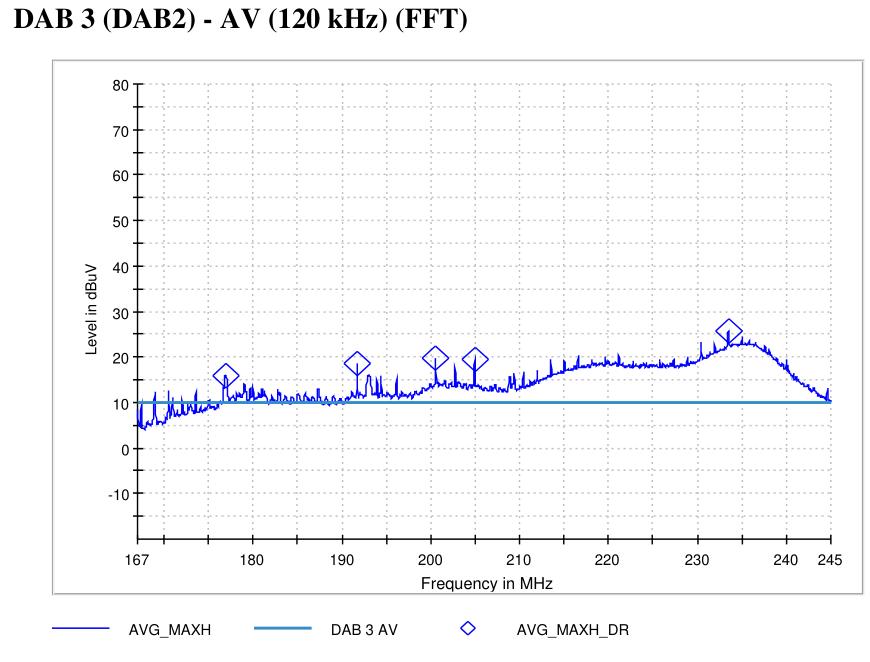 DAB 3 (DAB2) - AV (120 kHz) (FFT)
80
70
60
50
40
30
20
10
0
-10
Level in dBuV
167 180 190 200 210 220 230 240 245
Frequency in MHz
AVG_MAXH DAB 3 AV AVG_MAXH_DR